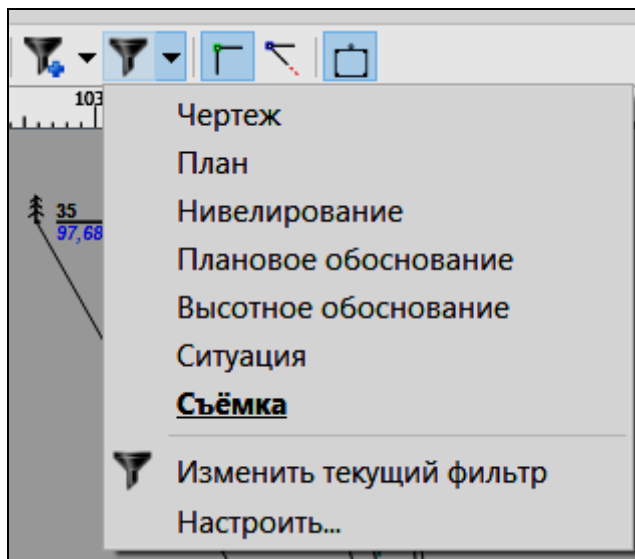 103
35
97,68
Чертеж
План
Нивелирование
Плановое обоснование
Высотное обоснование
Ситуация
Съёмка
Изменить текущий фильтр
Настроить...